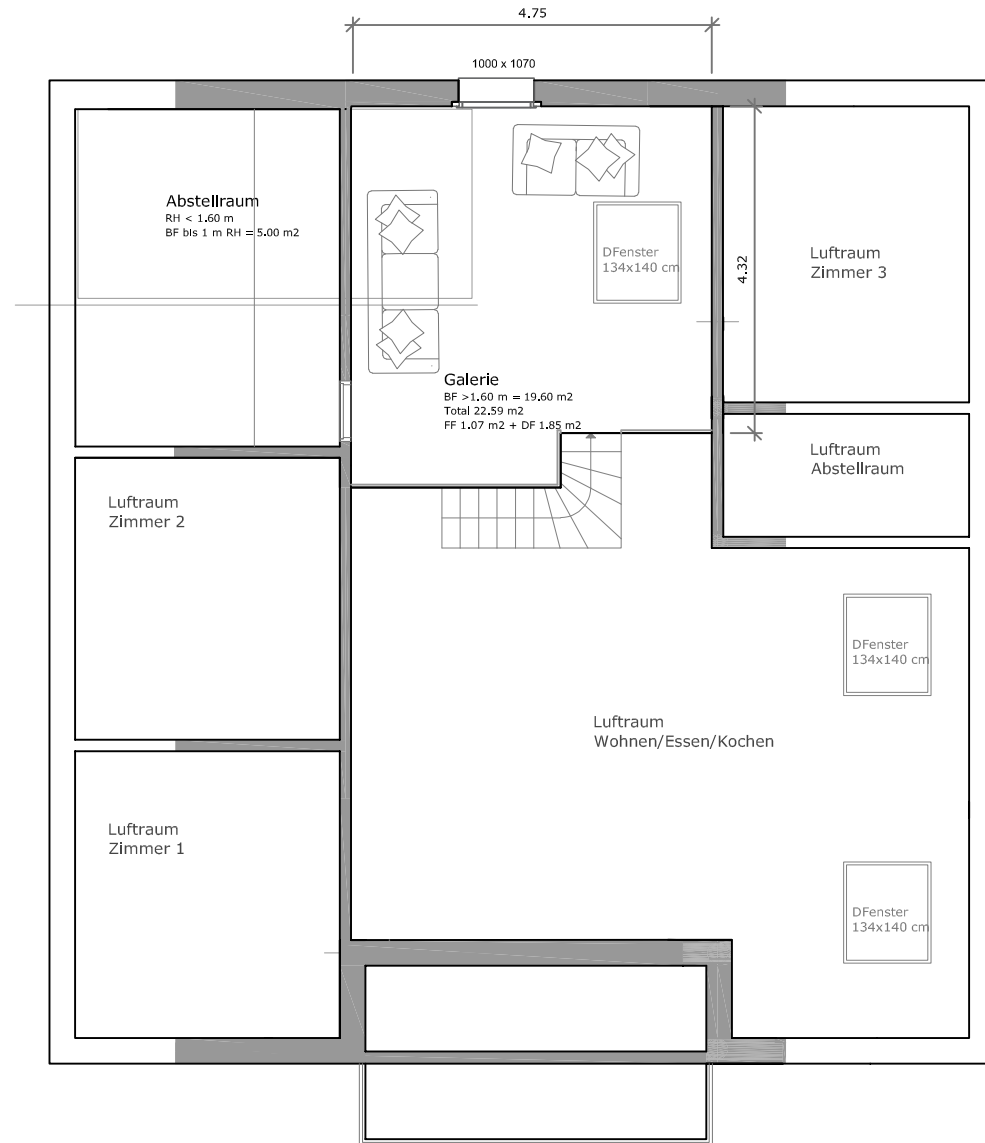 4.75
1000 x 1070
Abstellraum
RH < 1.60 m
BF bis 1 m RH = 5.00 m2
DFenster
134x140 cm
4.32
Luftraum
Zimmer 3
Galerie
BF >1.60 m = 19.60 m2
Total 22.59 m2
FF 1.07 m2 + DF 1.85 m2
Luftraum
Abstellraum
Luftraum
Zimmer 2
DFenster
134x140 cm
Luftraum
Wohnen/Essen/Kochen
Luftraum
Zimmer 1
DFenster
134x140 cm